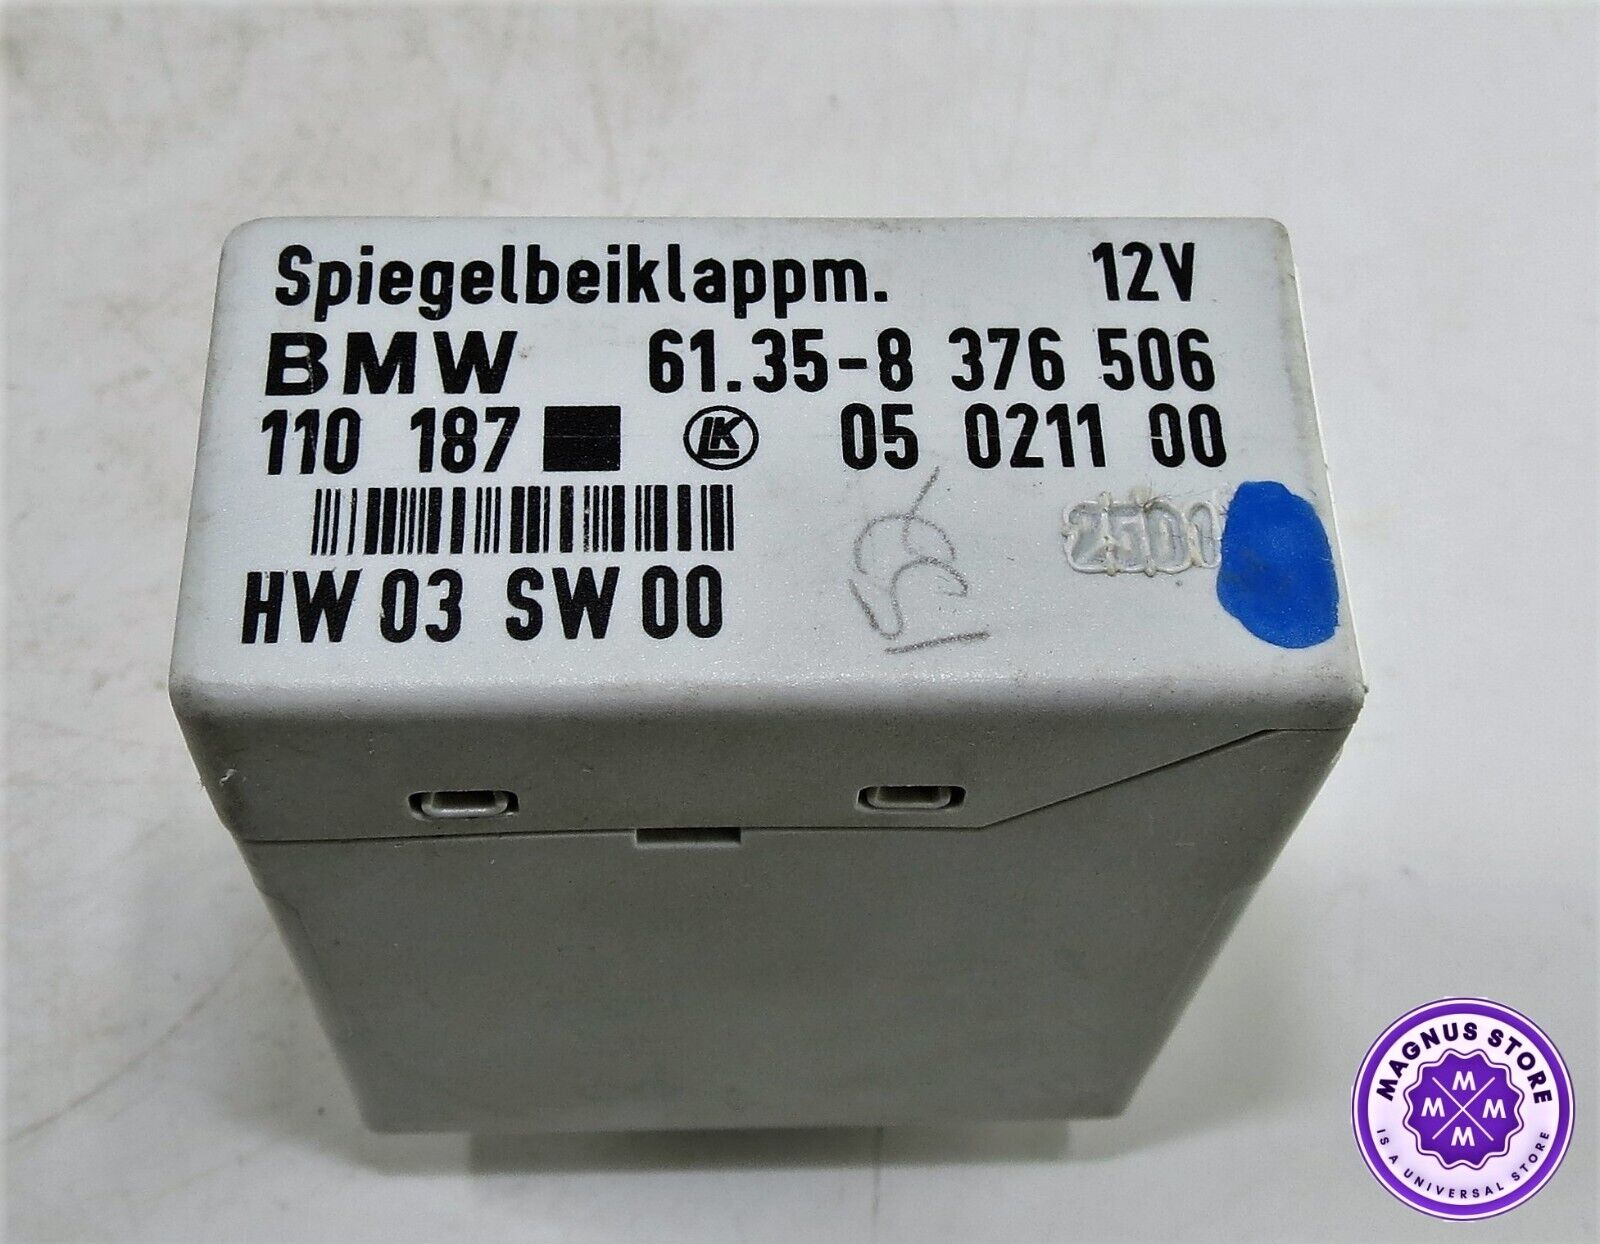 Spiegelbeiklappm. 12V
BMW 61.35-8 376 506
110 187 LK 05 0211 00
HW 03 SW 00
MAGNUS STORE
M
M M
M
IS A UNIVERSAL STORE